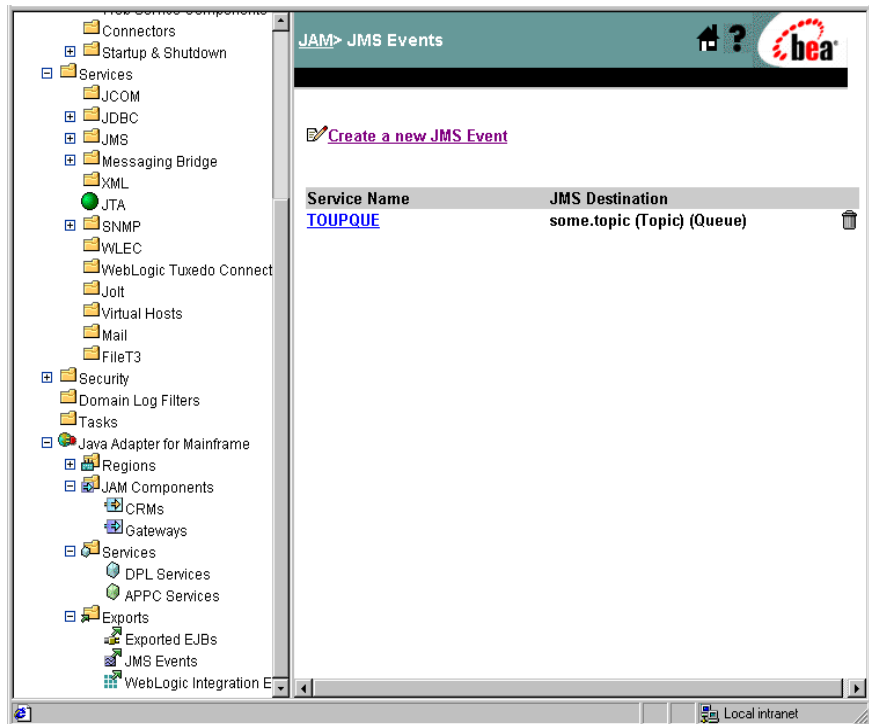 Web Service Components
Connectors
Startup & Shutdown
Services
JCOM
JDBC
JMS
Messaging Bridge
XML
JTA
SNMP
WLEC
WebLogic Tuxedo Connect
Jolt
Virtual Hosts
Mail
FileT3
Security
Domain Log Filters
Tasks
Java Adapter for Mainframe
Regions
JAM Components
CRMs
Gateways
Services
DPL Services
APPC Services
Exports
Exported EJBs
JMS Events
WebLogic Integration E
JAM> JMS Events
?
bea
Create a new JMS Event
Service Name JMS Destination
TOUPQUE some.topic (Topic) (Queue)
Local intranet